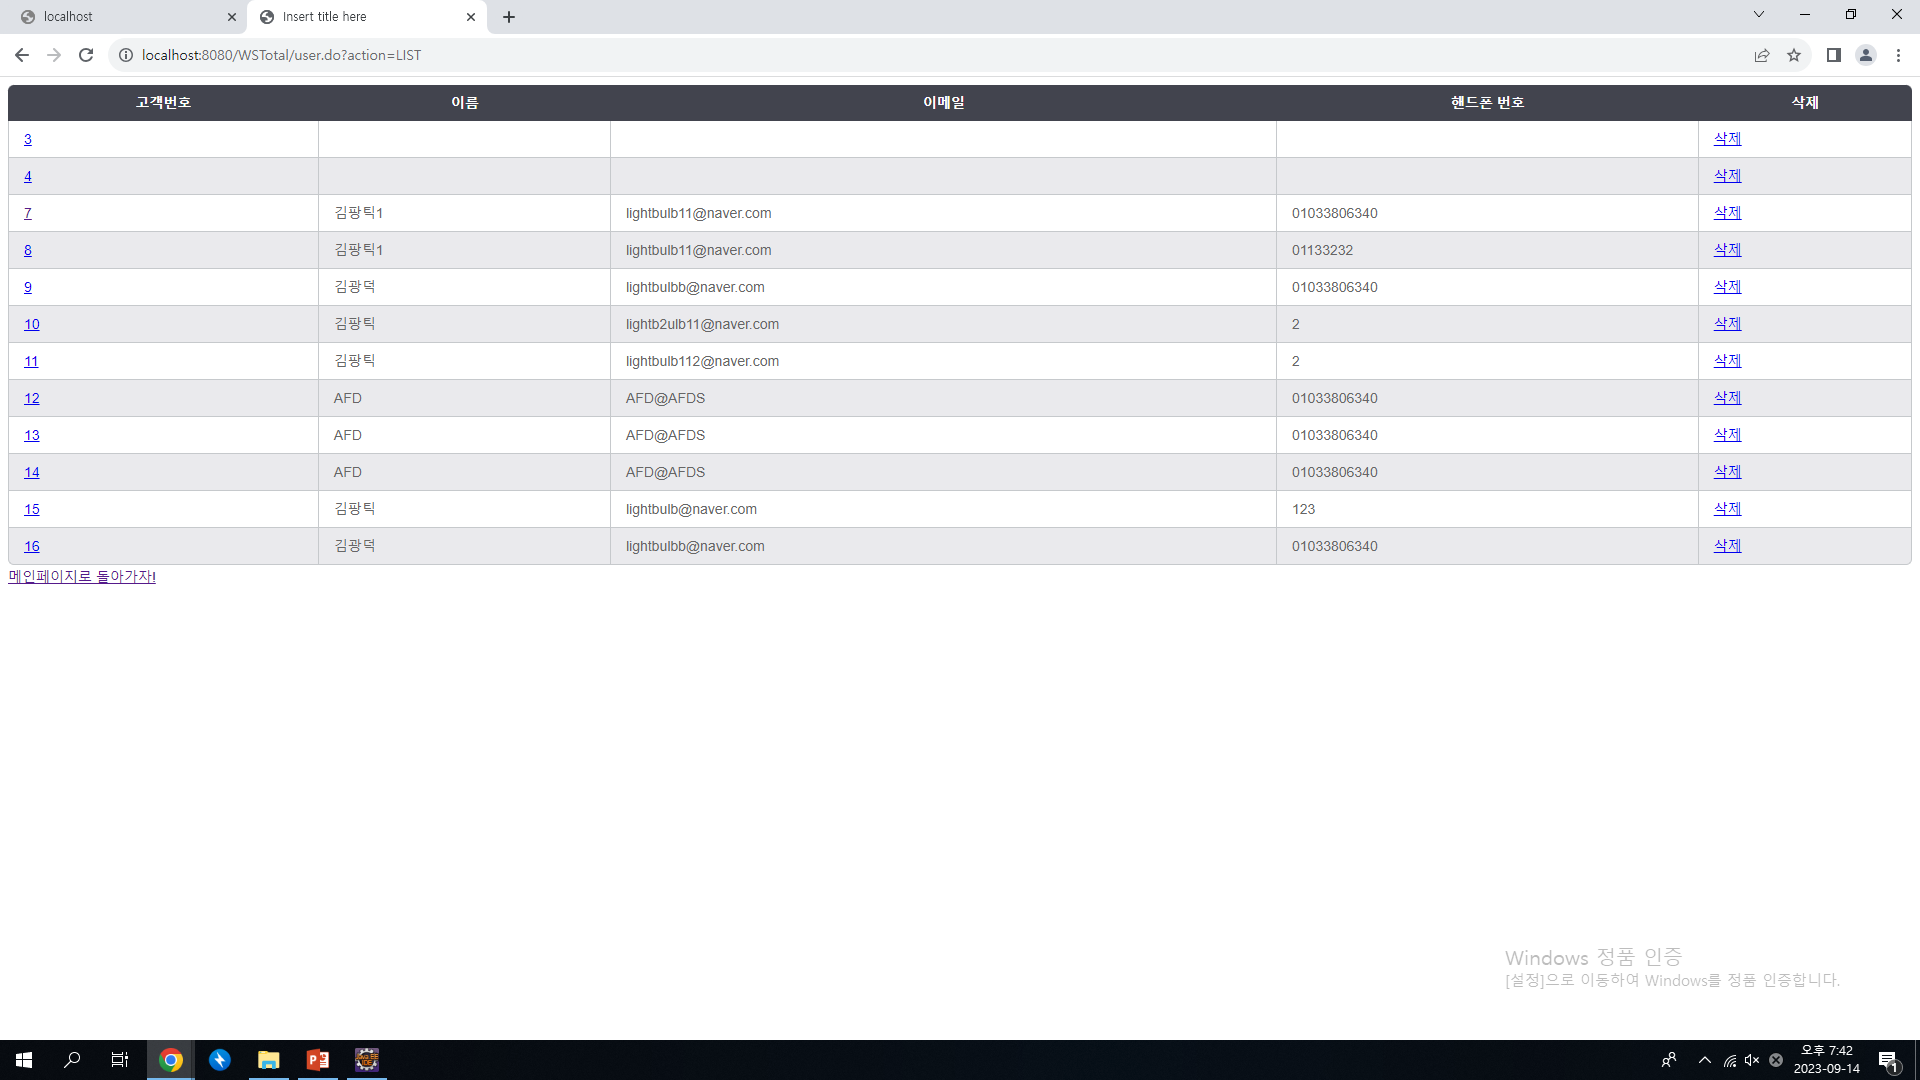 localhost
Insert title here
localhost:8080/WSTotal/user.do?action=LIST
고객번호 이름 이메일 핸드폰 번호 삭제
3 삭제
4 삭제
7 김팡틱1 lightbulb11@naver.com 01033806340 삭제
8 김팡틱1 lightbulb11@naver.com 01133232 삭제
9 김광덕 lightbulbb@naver.com 01033806340 삭제
10 김팡틱 lightb2ulb11@naver.com 2 삭제
11 김팡틱 lightbulb112@naver.com 2 삭제
12 AFD AFD@AFDS 01033806340 삭제
13 AFD AFD@AFDS 01033806340 삭제
14 AFD AFD@AFDS 01033806340 삭제
15 김팡틱 lightbulb@naver.com 123 삭제
16 김광덕 lightbulbb@naver.com 01033806340 삭제
메인페이지로 돌아가자!
Windows 정품 인증
[설정]으로 이동하여 Windows를 정품 인증합니다.
오후 7:42
2023-09-14
1